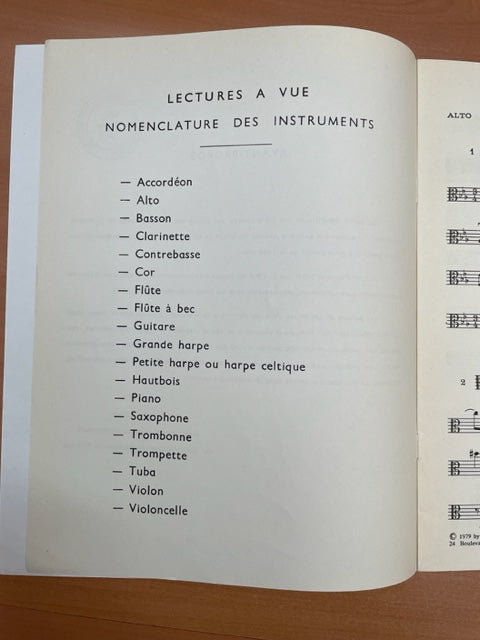 LECTURES A VUE
NOMENCLATURE DES INSTRUMENTS
— Accordéon
— Alto
— Basson
— Clarinette
— Contrebasse
— Cor
— Flûte
— Flûte à bec
— Guitare
— Grande harpe
— Petite harpe ou harpe celtique
— Hautbois
— Piano
— Saxophone
— Trombonne
— Trompette
— Tuba
— Violon
— Violoncelle
ALTO
1
2
© 1979 by
24 Bouleva